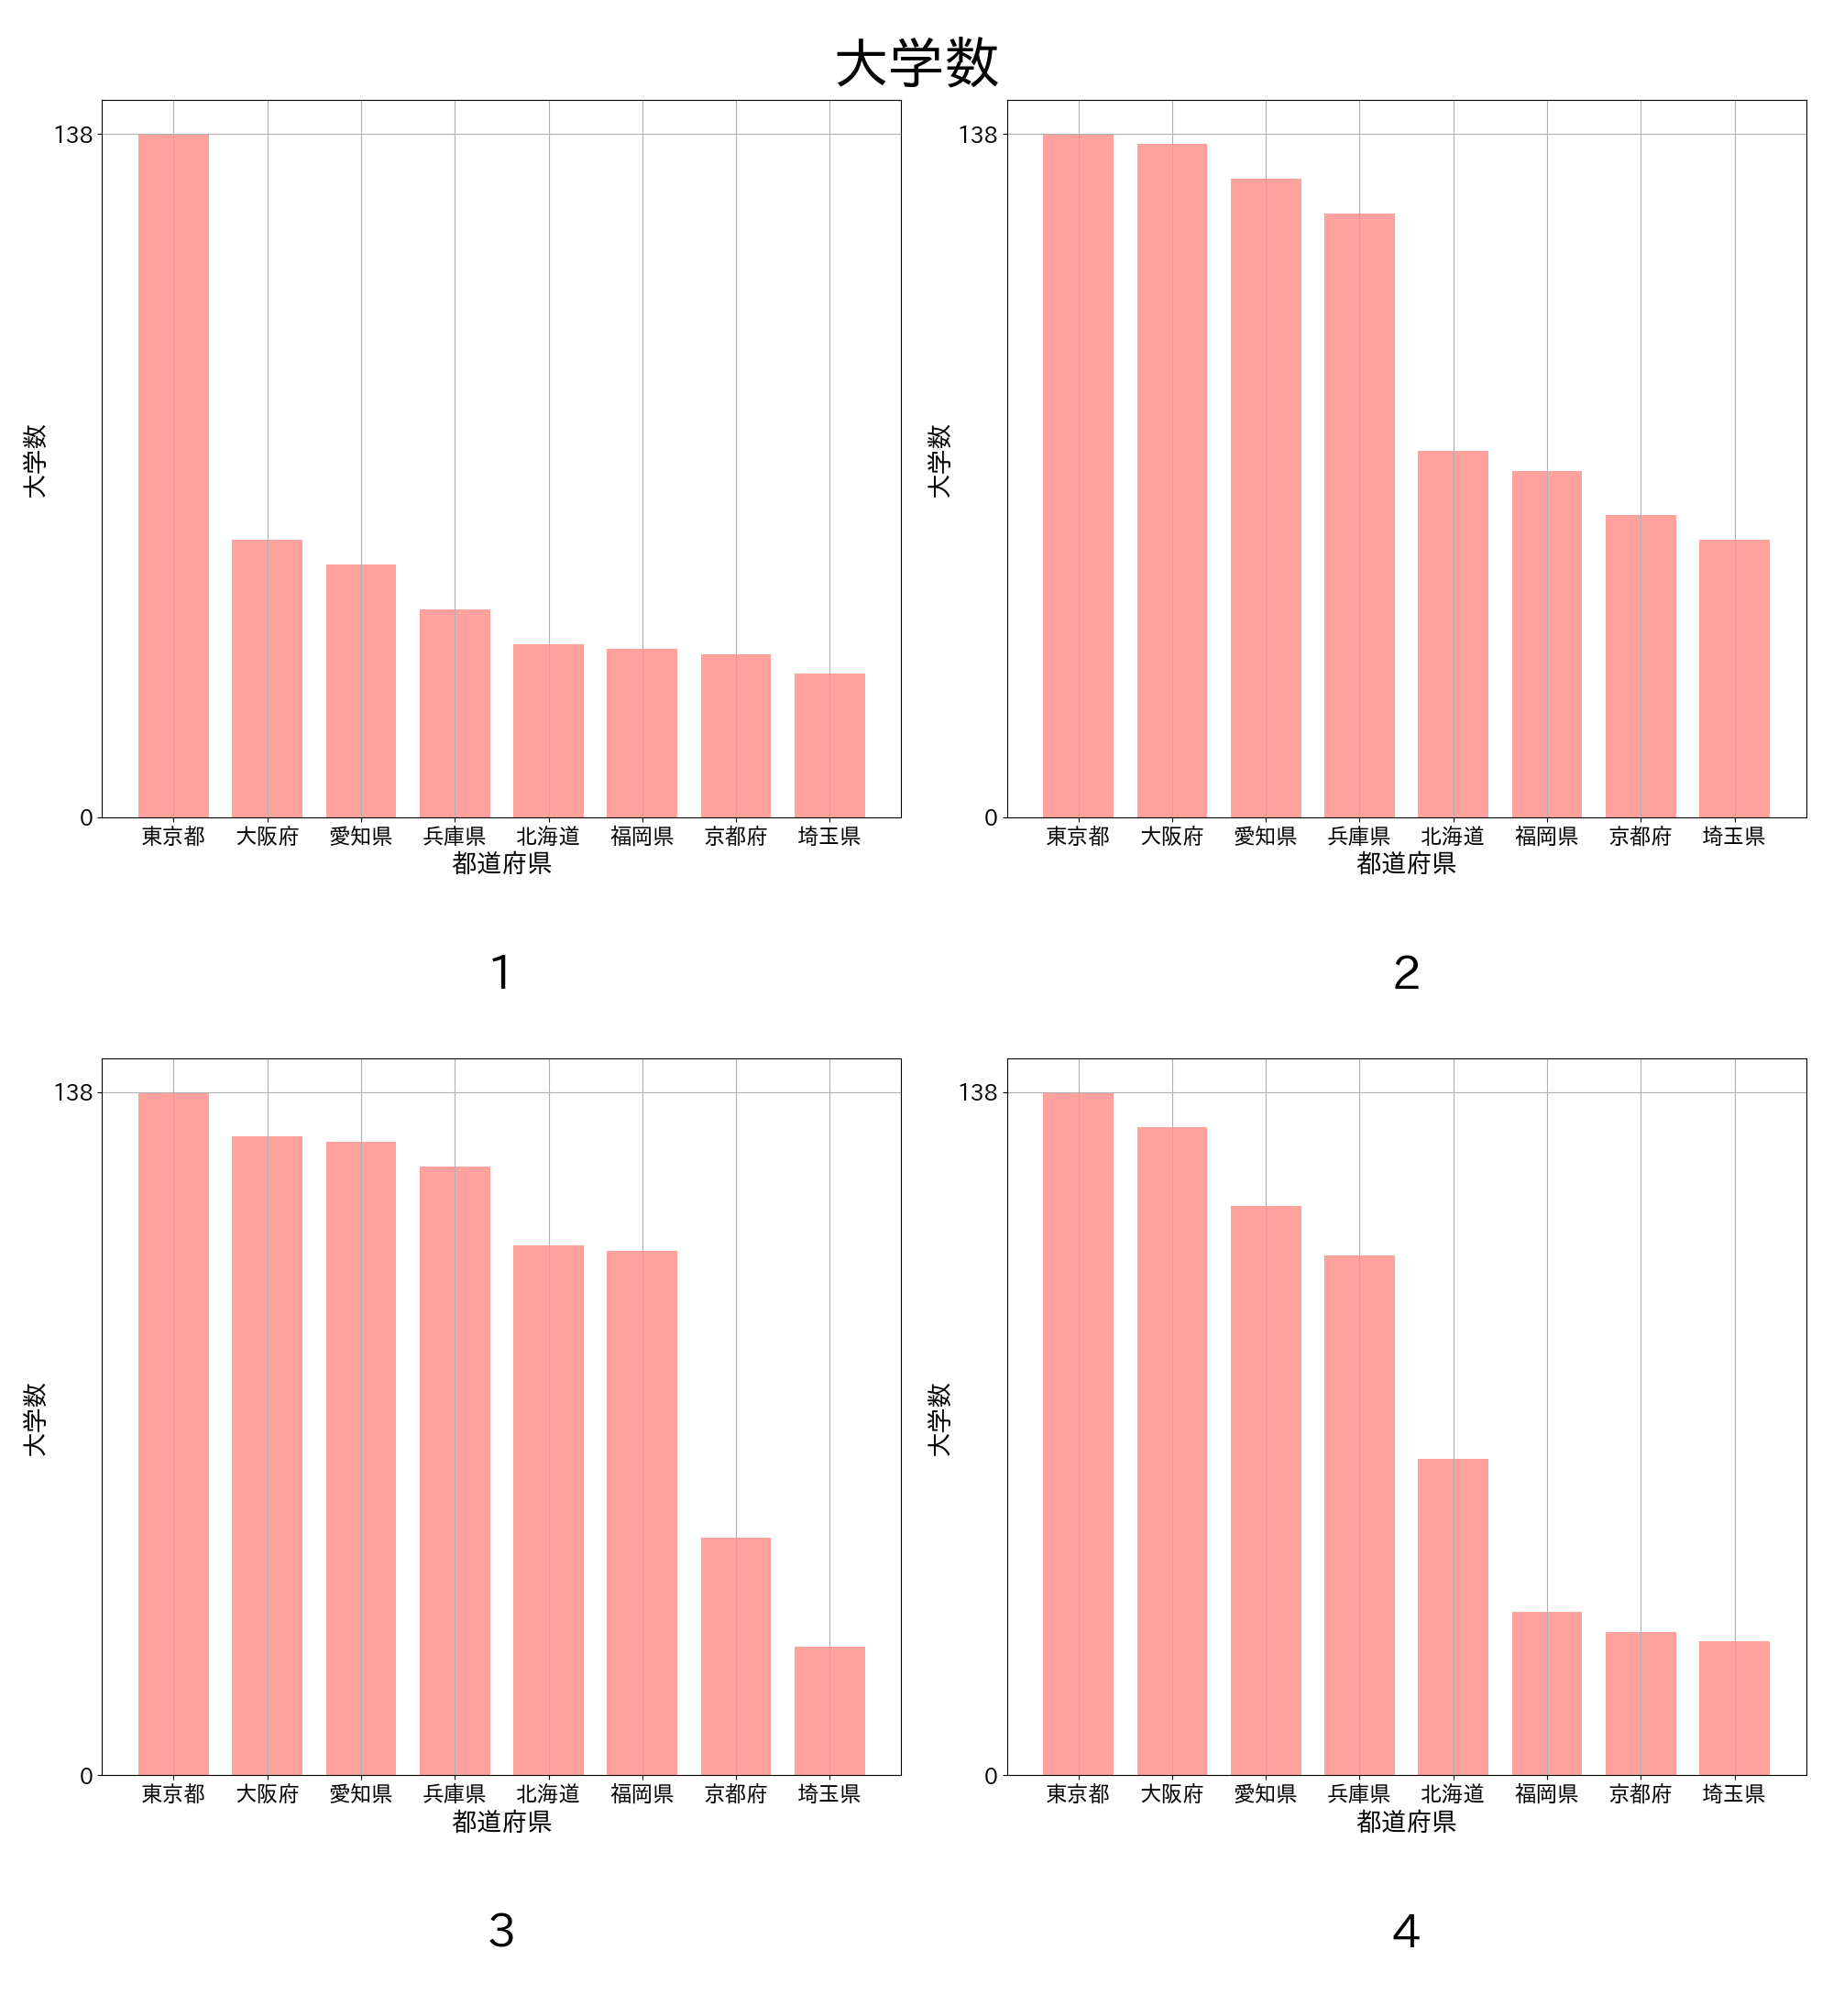 大学数
138
0
大学数
東京都 大阪府 愛知県 兵庫県 北海道 福岡県 京都府 埼玉県
都道府県
1
138
0
大学数
東京都 大阪府 愛知県 兵庫県 北海道 福岡県 京都府 埼玉県
都道府県
2
138
0
大学数
東京都 大阪府 愛知県 兵庫県 北海道 福岡県 京都府 埼玉県
都道府県
3
138
0
大学数
東京都 大阪府 愛知県 兵庫県 北海道 福岡県 京都府 埼玉県
都道府県
4